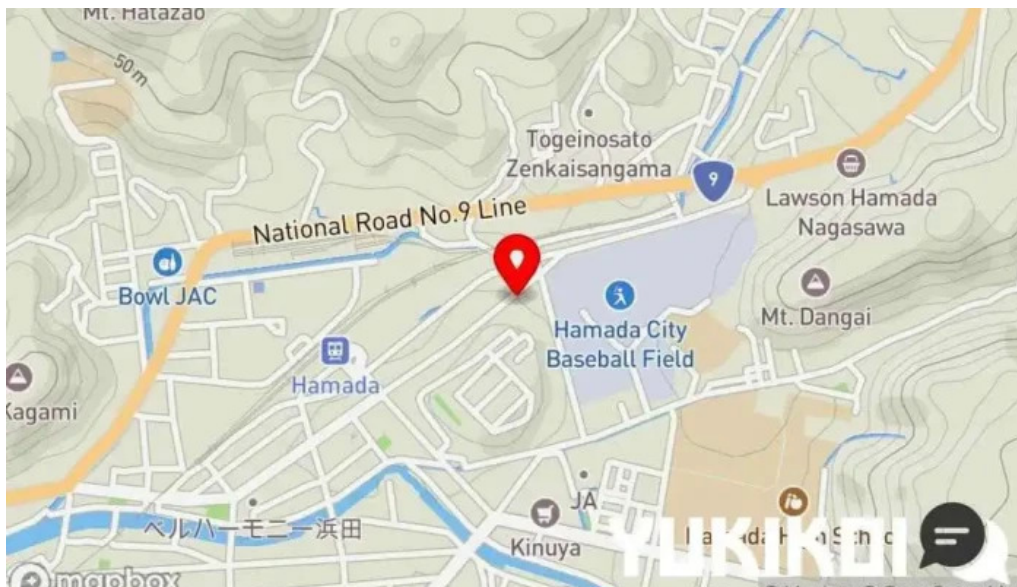 Mt. Hatazao
50 m
Togeinosato
Zenkaisangama
9
National Road No.9 Line
Lawson Hamada
Nagasawa
Bowl JAC
Mt. Dangai
Hamada City
Baseball Field
Hamada
Kagami
JA
ベルハーモニー浜田
Kinuya
YUKIKOI
mapbox